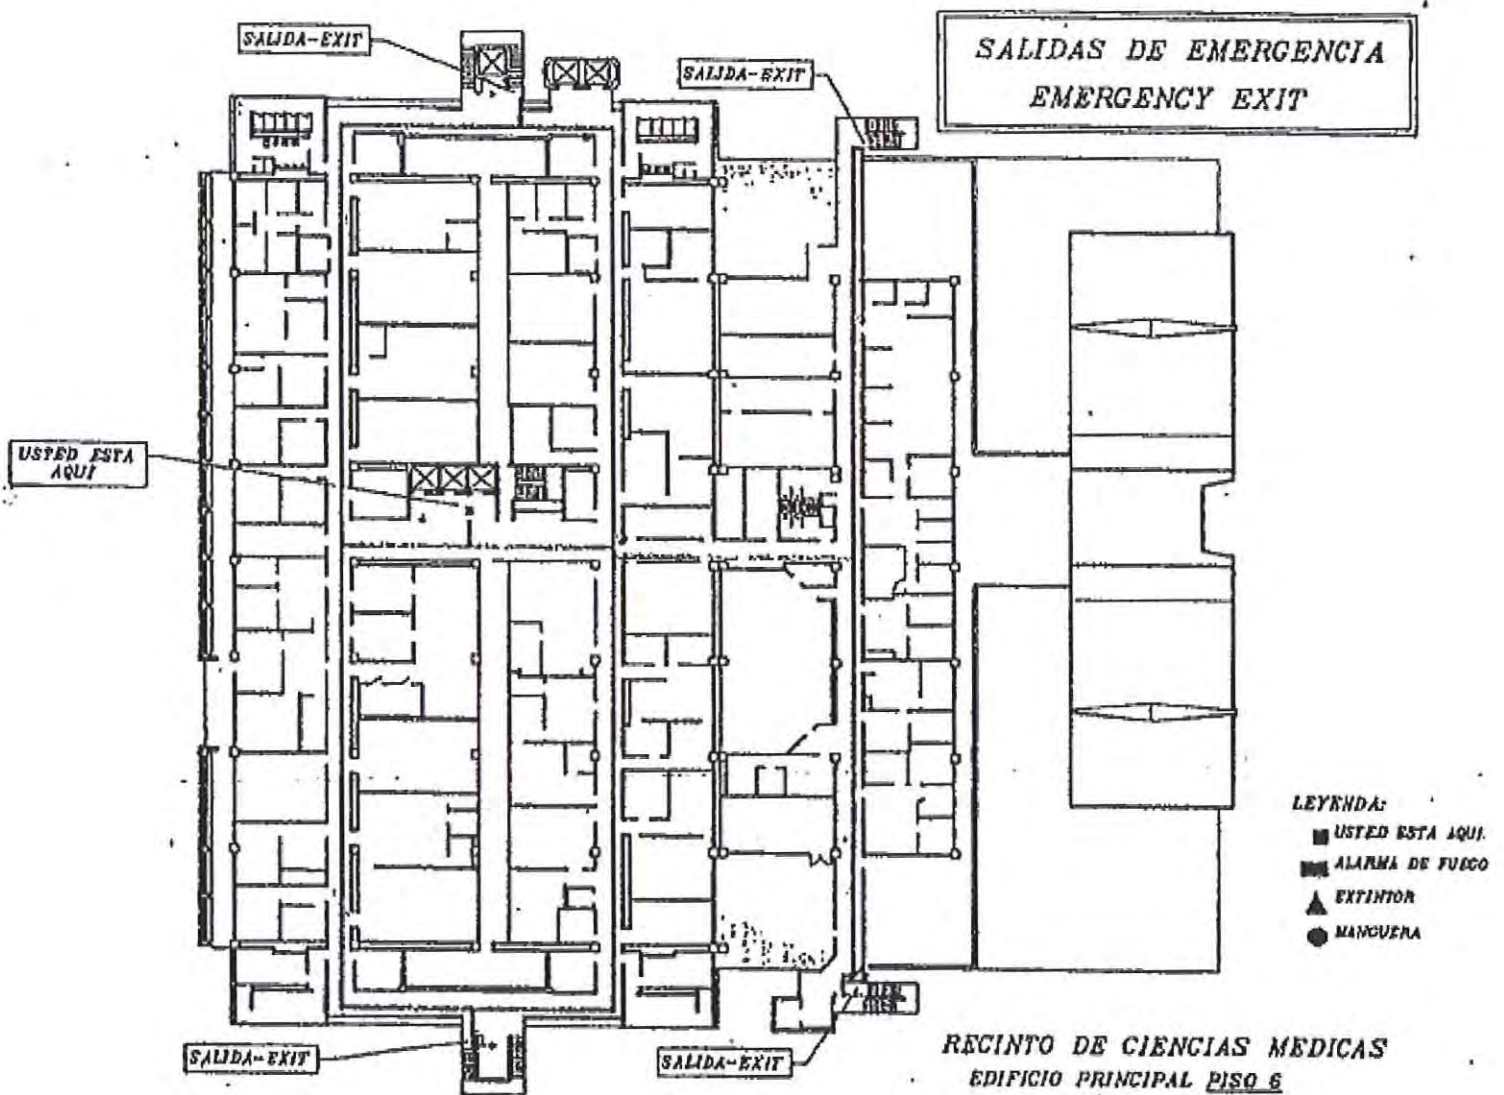 SALIDA-EXIT
SALIDA-EXIT
SALIDAS DE EMERGENCIA
EMERGENCY EXIT
USTED ESTA
AQUI
LEYENDA:
USTED ESTA AQUI.
ALARMA DE FUEGO
EXTINTOR
MANGUERA
SALIDA-EXIT
SALIDA-EXIT
RECINTO DE CIENCIAS MEDICAS
EDIFICIO PRINCIPAL PISO 6